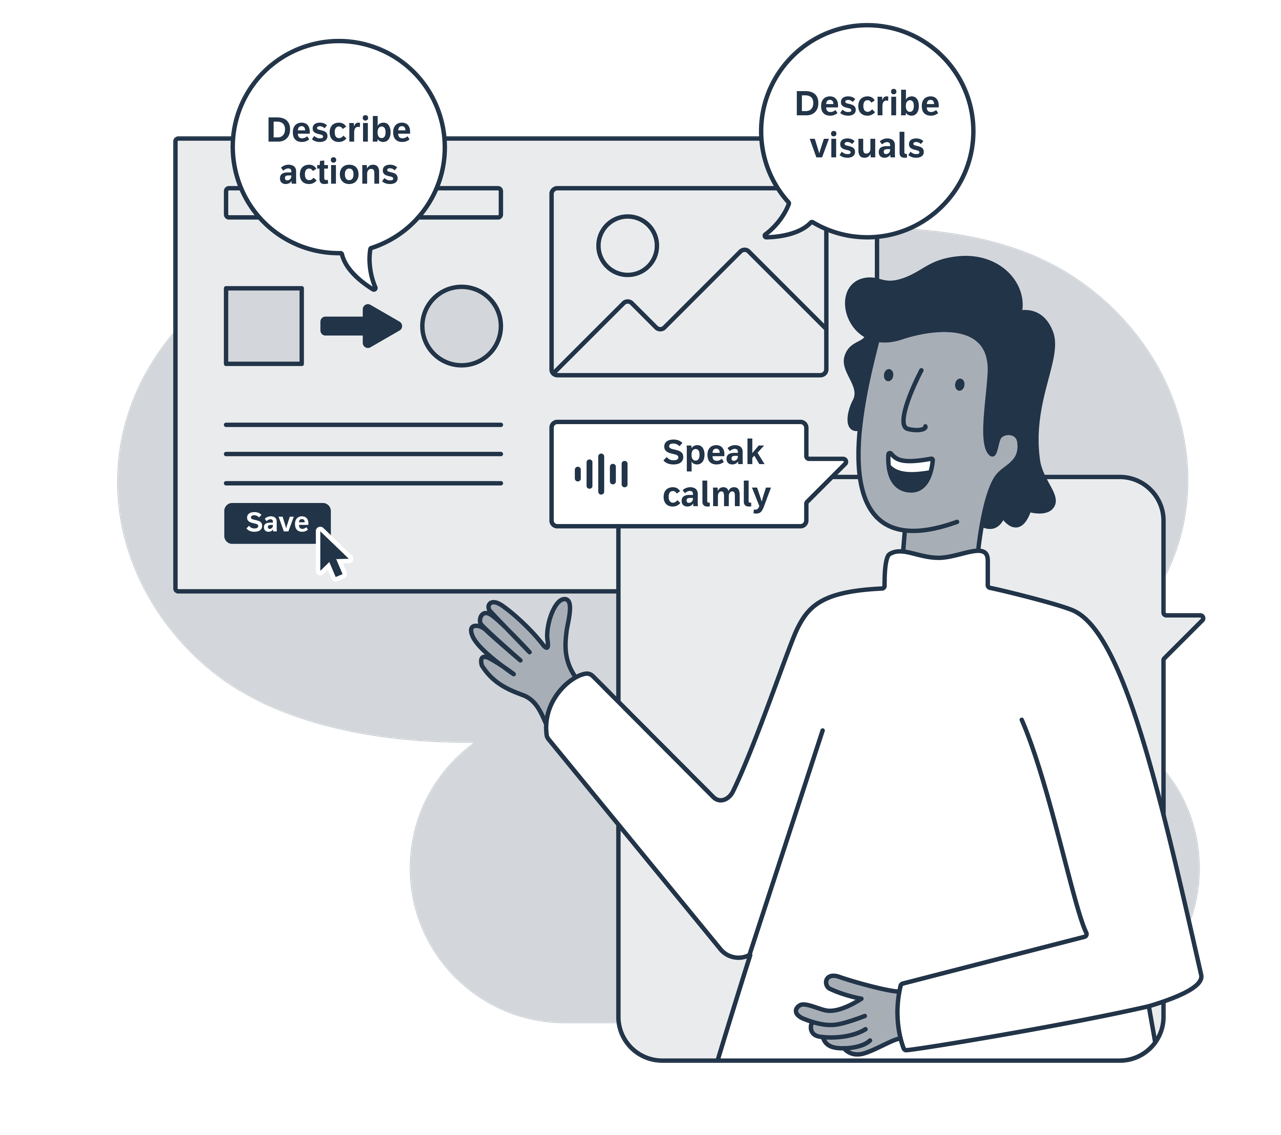 Describe
actions
Describe
visuals
Speak
calmly
Save